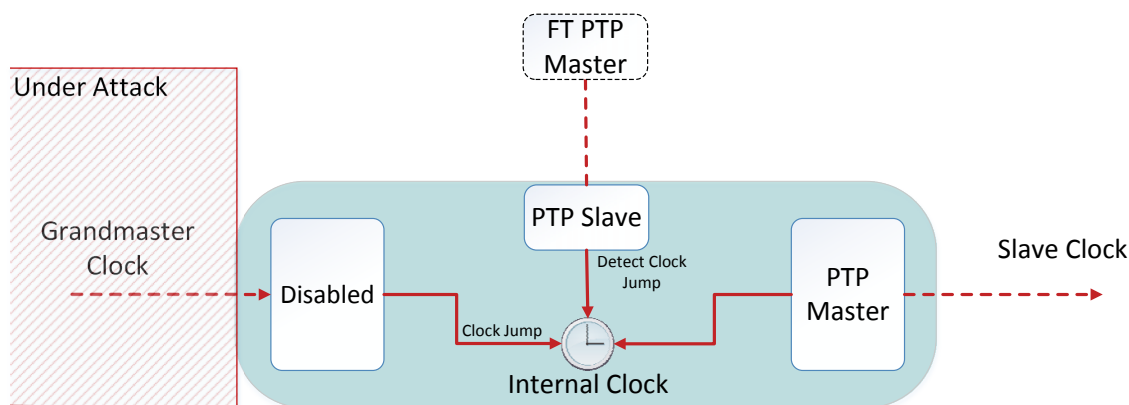 FT PTP
Master
Under Attack
Grandmaster
Clock
Disabled
PTP Slave
Detect Clock
Jump
Clock Jump
Internal Clock
PTP
Master
Slave Clock